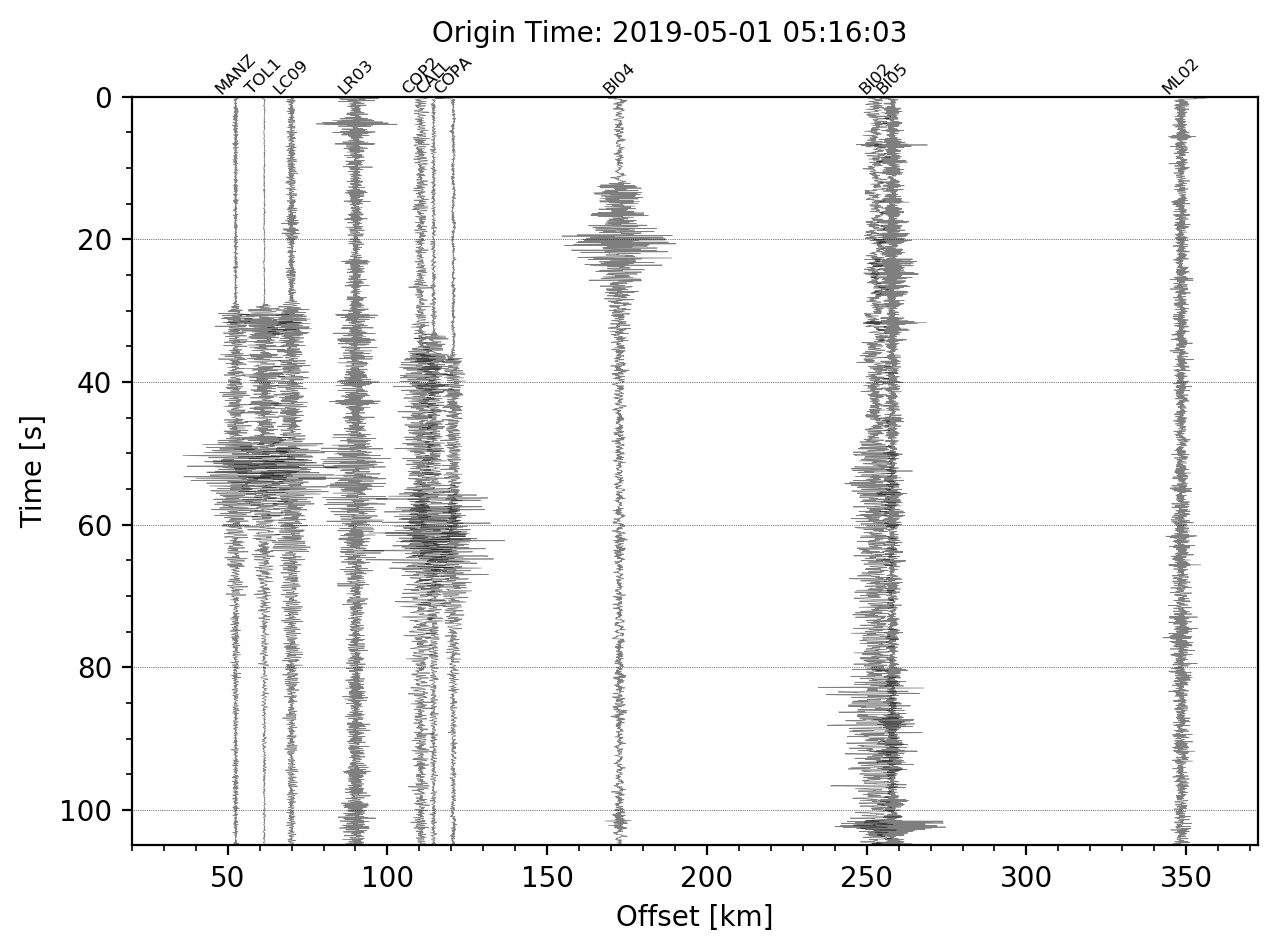 Origin Time: 2019-05-01 05:16:03
MANZ TOL1 LC09 LR03 COP2 CALL COPA BI04 BI02 BI05 ML02
0
20
40
60
80
100
Time [s]
50 100 150 200 250 300 350
Offset [km]